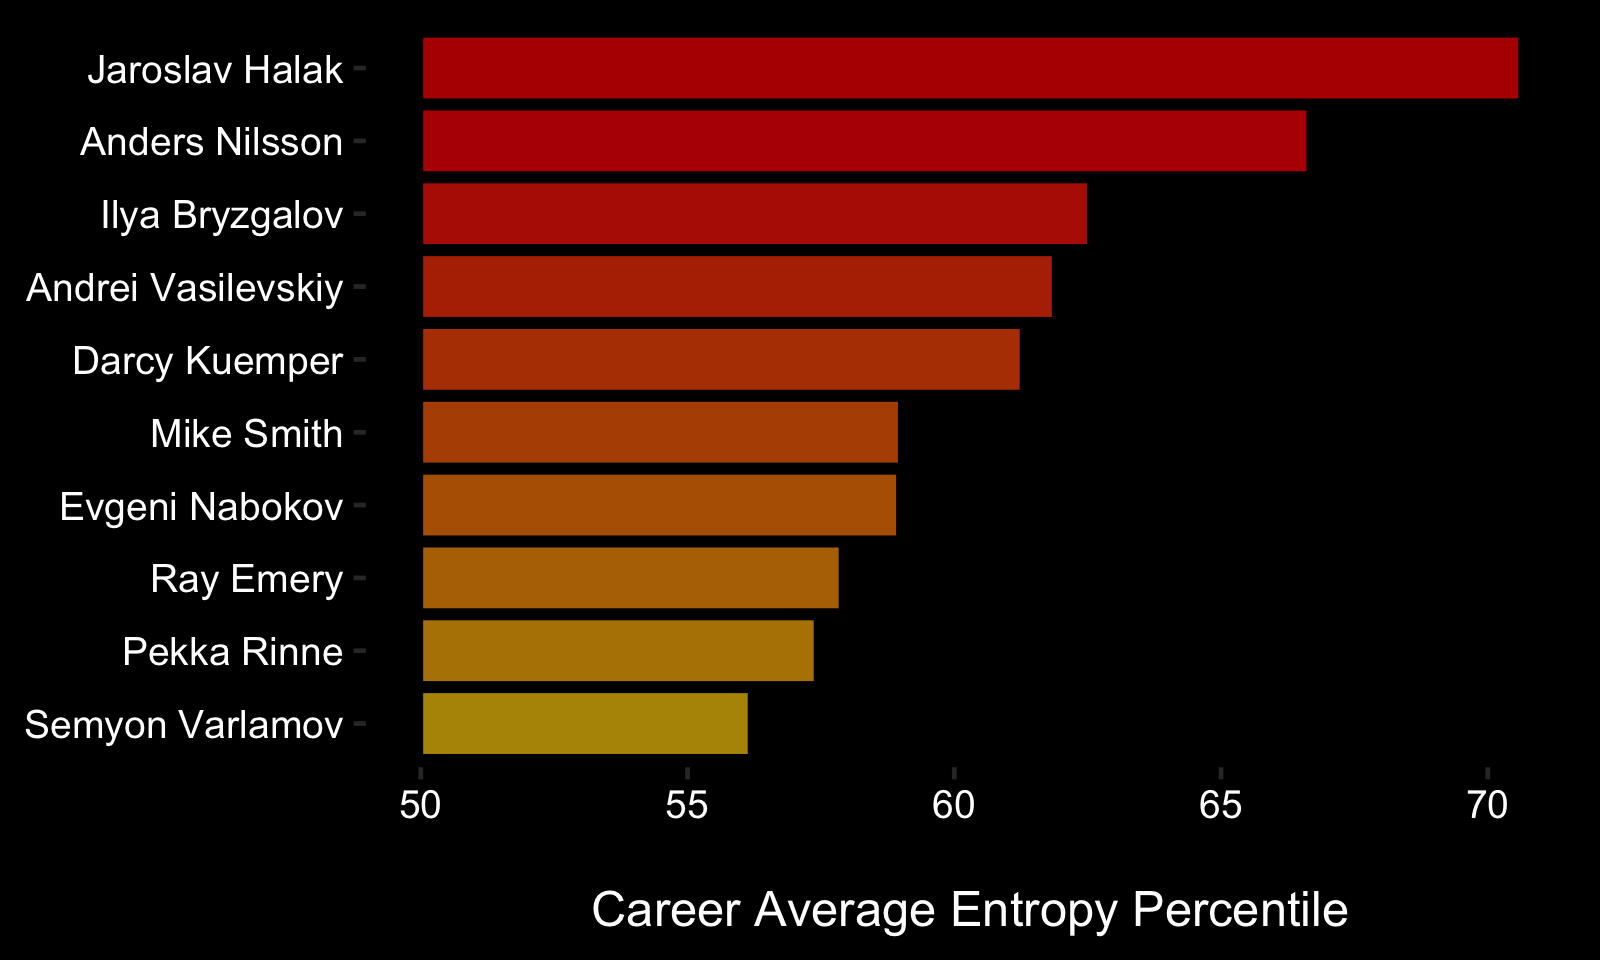 Jaroslav Halak
Anders Nilsson
Ilya Bryzgalov
Andrei Vasilevskiy
Darcy Kuemper
Mike Smith
Evgeni Nabokov
Ray Emery
Pekka Rinne
Semyon Varlamov
50 55 60 65 70
Career Average Entropy Percentile